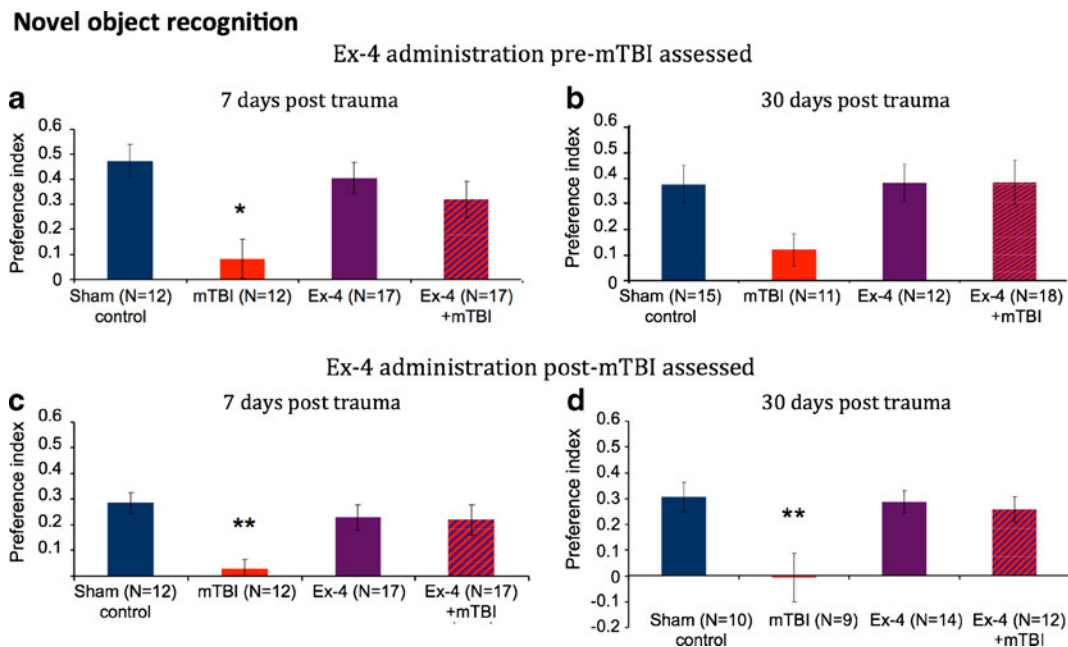 Novel object recognition
Ex-4 administration pre-mTBI assessed
a
7 days post trauma
Preference index
0.6
0.5
0.4
0.3
0.2
0.1
0
*
Sham (N=12) mTBI (N=12) Ex-4 (N=17) Ex-4 (N=17)
control +mTBI
b
30 days post trauma
Preference index
0.6
0.5
0.4
0.3
0.2
0.1
0
Sham (N=15) mTBI (N=11) Ex-4 (N=12) Ex-4 (N=18)
control +mTBI
Ex-4 administration post-mTBI assessed
c
7 days post trauma
Preference index
0.6
0.5
0.4
0.3
0.2
0.1
**
Sham (N=12) mTBI (N=12) Ex-4 (N=17) Ex-4 (N=17)
control +mTBI
d
30 days post trauma
Preference index
0.6
0.5
0.4
0.3
0.2
0.1
0
-0.1
-0.2
**
Sham (N=10) mTBI (N=9) Ex-4 (N=14) Ex-4 (N=12)
control +mTBI